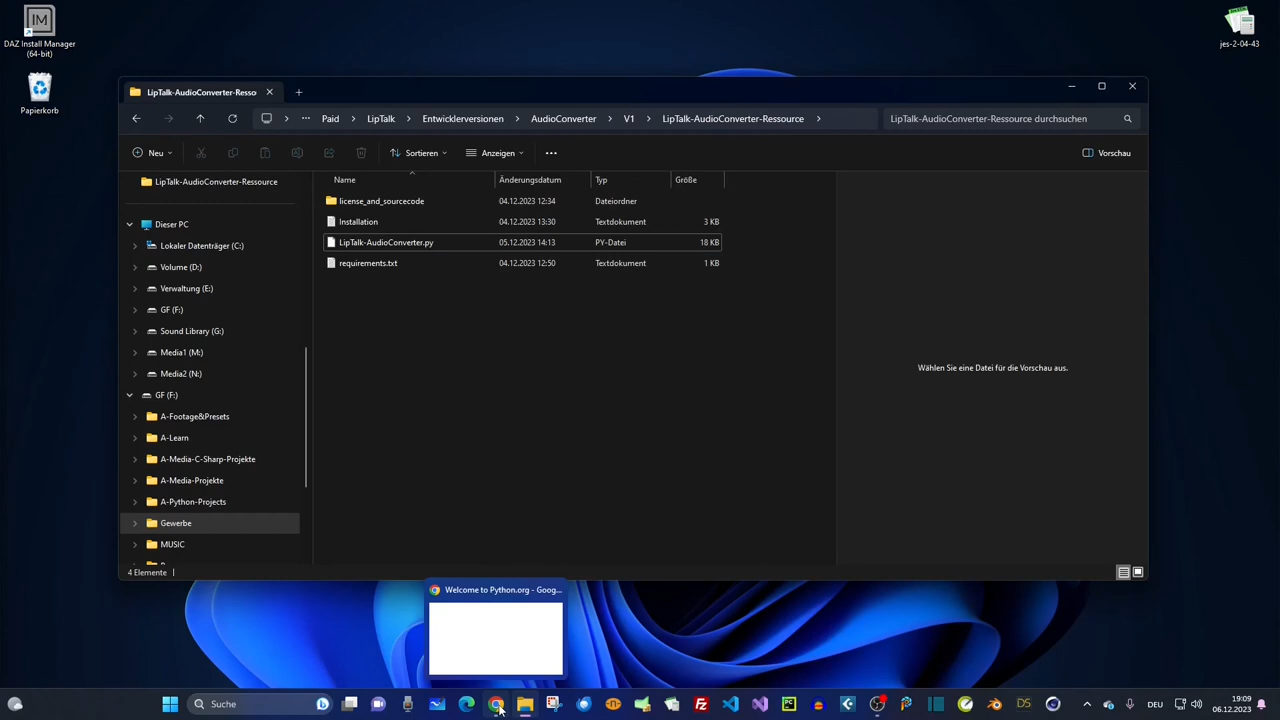 DAZ Install Manager
(64-bit)
Papierkorb
jes-2-04-43
LipTalk-AudioConverter-Resso
Paid
LipTalk
Entwicklerversionen
AudioConverter
V1
LipTalk-AudioConverter-Ressource
LipTalk-AudioConverter-Ressource durchsuchen
Neu
Sortieren
Anzeigen
Vorschau
LipTalk-AudioConverter-Ressource
Dieser PC
Lokaler Datenträger (C:)
Volume (D:)
Verwaltung (E:)
GF (F:)
Sound Library (G:)
Media1 (M:)
Media2 (N:)
GF (F:)
A-Footage&Presets
A-Learn
A-Media-C-Sharp-Projekte
A-Media-Projekte
A-Python-Projects
Gewerbe
MUSIC
Name Änderungsdatum Typ Größe
license_and_sourcecode 04.12.2023 12:34 Dateiordner
Installation 04.12.2023 13:30 Textdokument 3 KB
LipTalk-AudioConverter.py 05.12.2023 14:13 PY-Datei 18 KB
requirements.txt 04.12.2023 12:50 Textdokument 1 KB
Wählen Sie eine Datei für die Vorschau aus.
4 Elemente
Welcome to Python.org - Goog...
Suche
DEU
19:09
06.12.2023